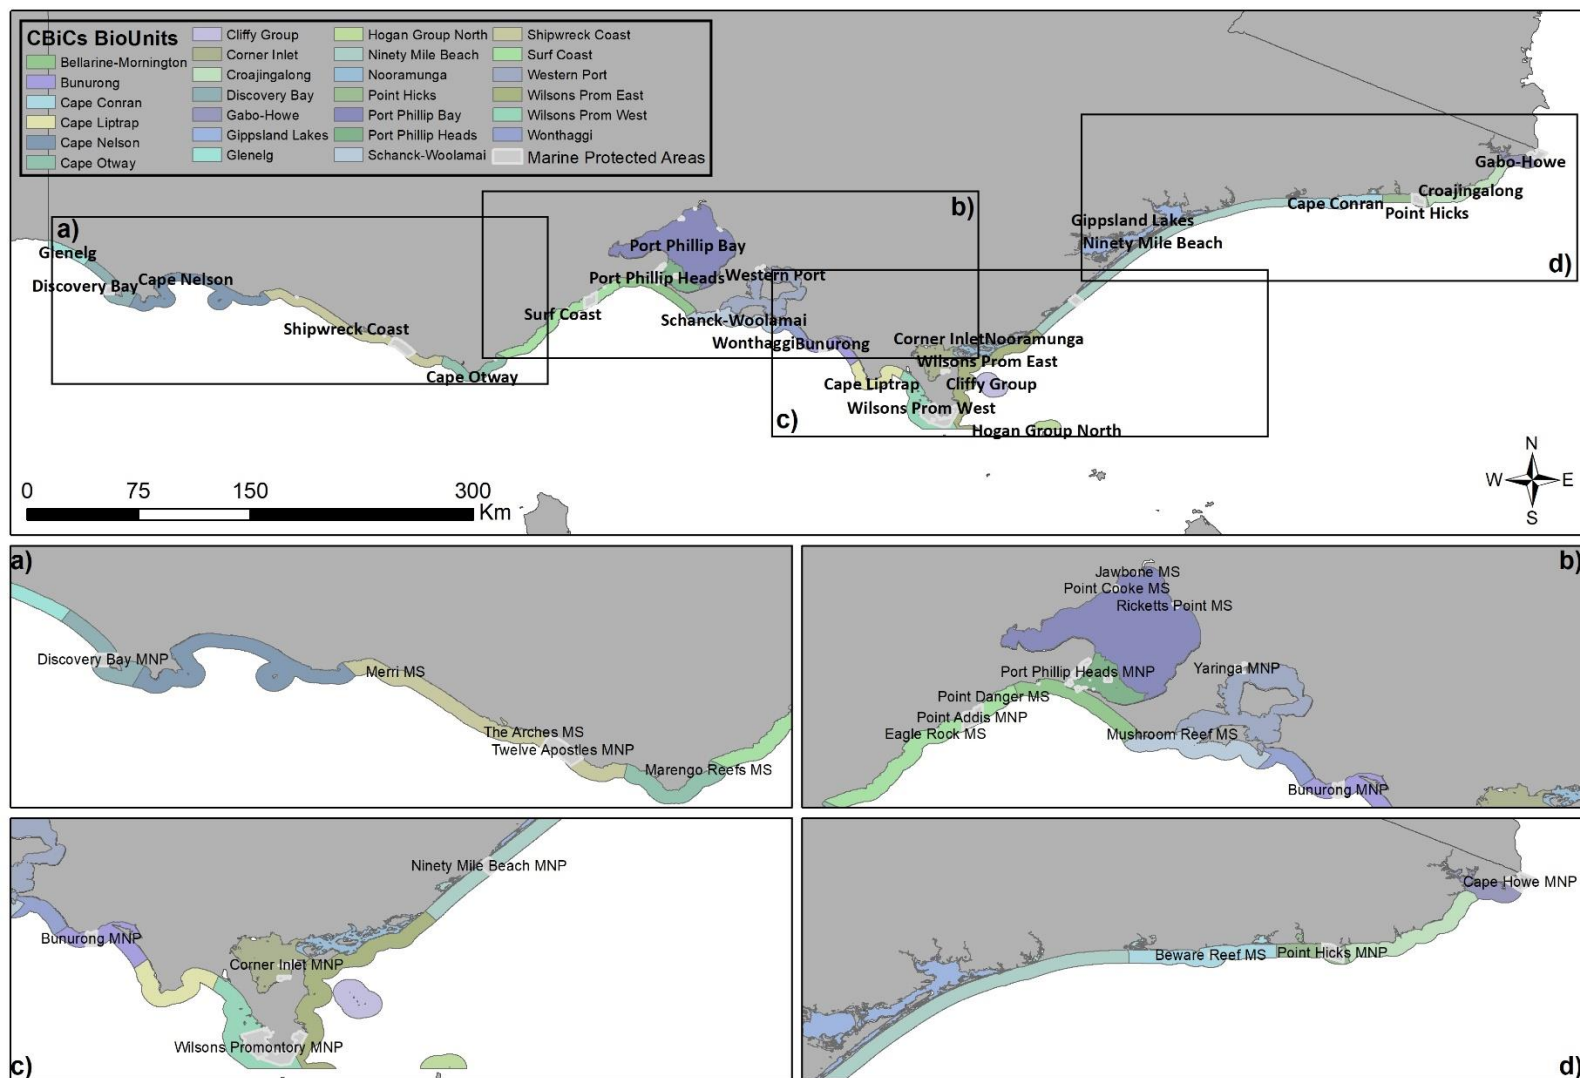 CBiCs BioUnits
Bellarine-Mornington
Bunurong
Cape Conran
Cape Liptrap
Cape Nelson
Cape Otway
Cliffy Group
Corner Inlet
Croajingalong
Discovery Bay
Gabo-Howe
Gippsland Lakes
Glenelg
Hogan Group North
Ninety Mile Beach
Nooramunga
Point Hicks
Port Phillip Bay
Port Phillip Heads
Schanck-Woolamai
Shipwreck Coast
Surf Coast
Western Port
Wilsons Prom East
Wilsons Prom West
Wonthaggi
Marine Protected Areas
a)
Glenelg
Discovery Bay
Cape Nelson
Shipwreck Coast
Cape Otway
b)
Port Phillip Bay
Port Phillip Heads
Western Port
Surf Coast
Schanck-Woolamai
Wonthaggi
Bunurong
Corner Inlet
Nooramunga
Wilsons Prom East
Cape Liptrap
Cliffy Group
Wilsons Prom West
c)
Hogan Group North
Gabo-Howe
Croajingalong
Cape Conran
Point Hicks
Gippsland Lakes
Ninety Mile Beach
d)
0 75 150 300
Km
N
W E
S
a)
Discovery Bay MNP
Merri MS
The Arches MS
Twelve Apostles MNP
Marengo Reefs MS
b)
Jawbone MS
Point Cooke MS
Ricketts Point MS
Port Phillip Heads MNP
Yaringa MNP
Point Danger MS
Point Addis MNP
Eagle Rock MS
Mushroom Reef MS
Bunurong MNP
Ninety Mile Beach MNP
Bunurong MNP
Corner Inlet MNP
Wilsons Promontory MNP
c)
Cape Howe MNP
Beware Reef MS
Point Hicks MNP
d)